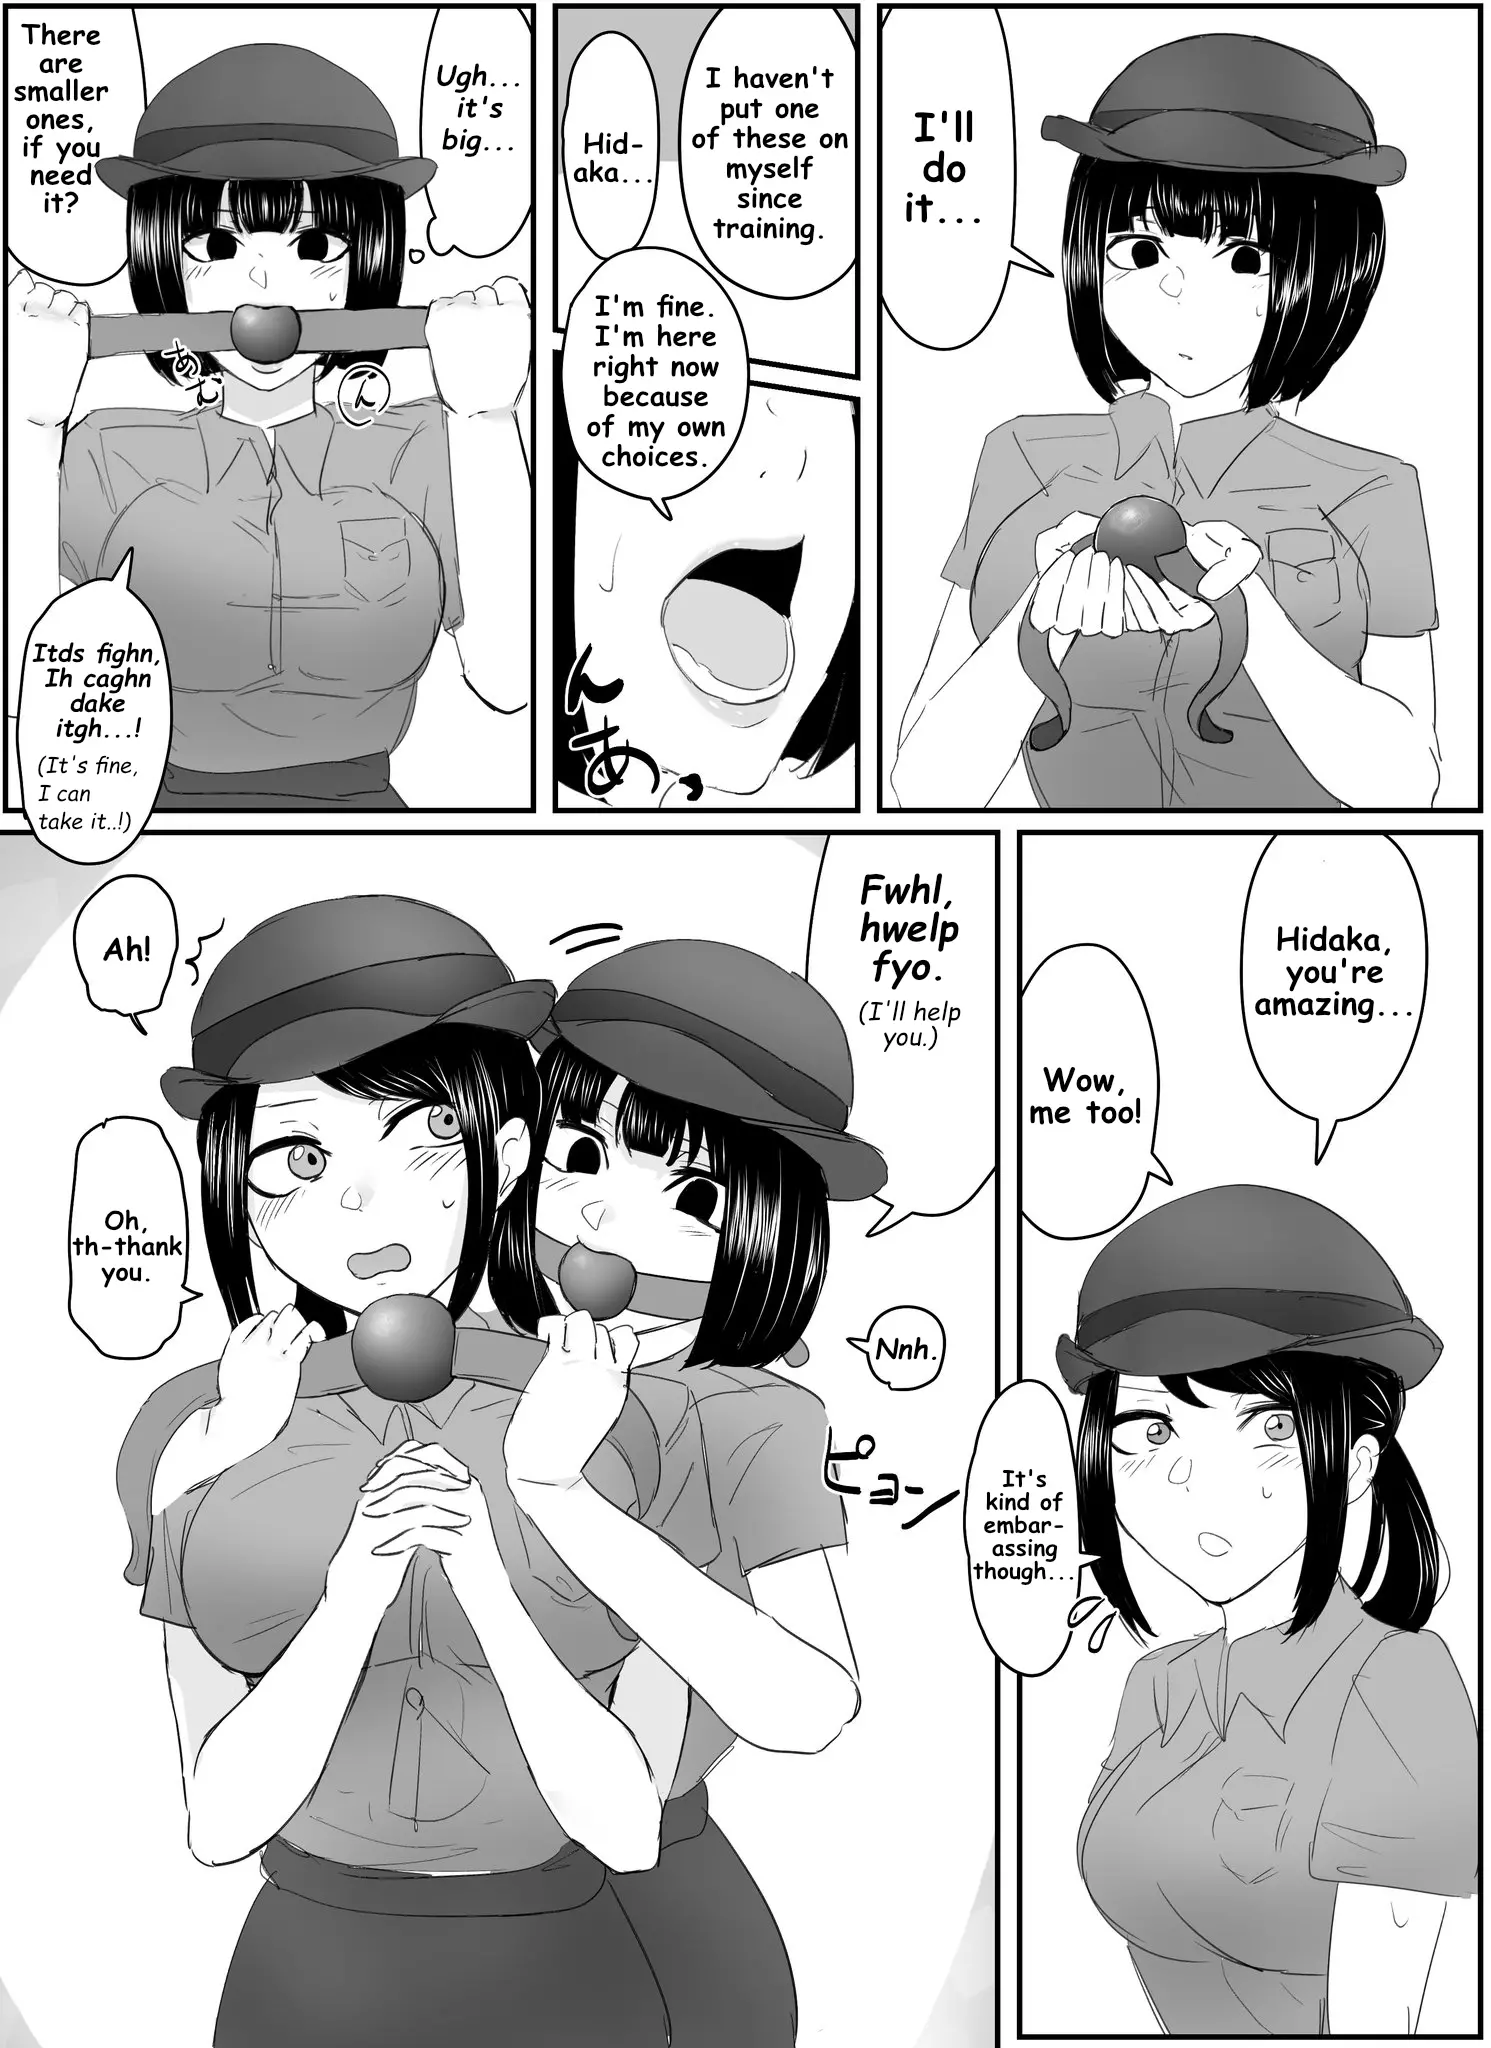 I'll
do
it...
I haven't
put one
of these on
myself
since
training.
Hid-
aka...
I'm fine.
I'm here
right now
because
of my own
choices.
んあっ
Ugh...
it's
big...
There
are
smaller
ones,
if you
need
it?
あむ
ん
Itds fighn,
Ih caghn
dake
itgh...!
(It's fine,
I can
take it..!)
Hidaka,
you're
amazing...
Wow,
me too!
It's
kind of
embar-
assing
though...
Fwhl,
hwelp
fyo.
(I'll help
you.)
Ah!
Oh,
th-thank
you.
Nnh.
ピョーン